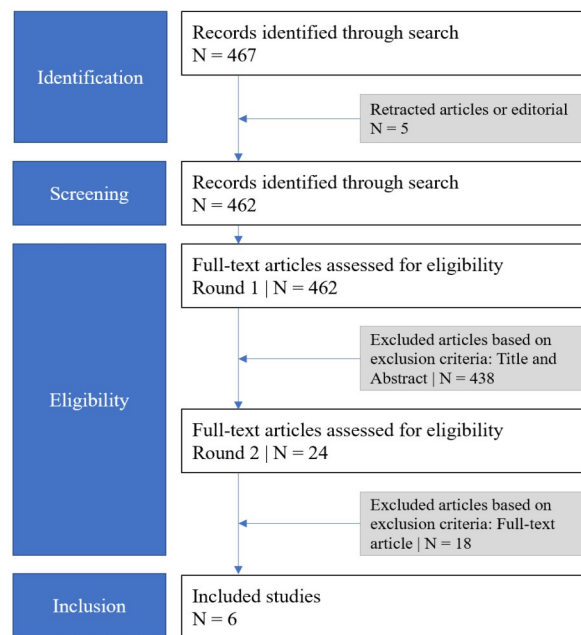 Identification
Records identified through search
N = 467
Retracted articles or editorial
N = 5
Screening
Records identified through search
N = 462
Eligibility
Full-text articles assessed for eligibility
Round 1 | N = 462
Excluded articles based on
exclusion criteria: Title and
Abstract | N = 438
Full-text articles assessed for eligibility
Round 2 | N = 24
Excluded articles based on
exclusion criteria: Full-text
article | N = 18
Inclusion
Included studies
N = 6